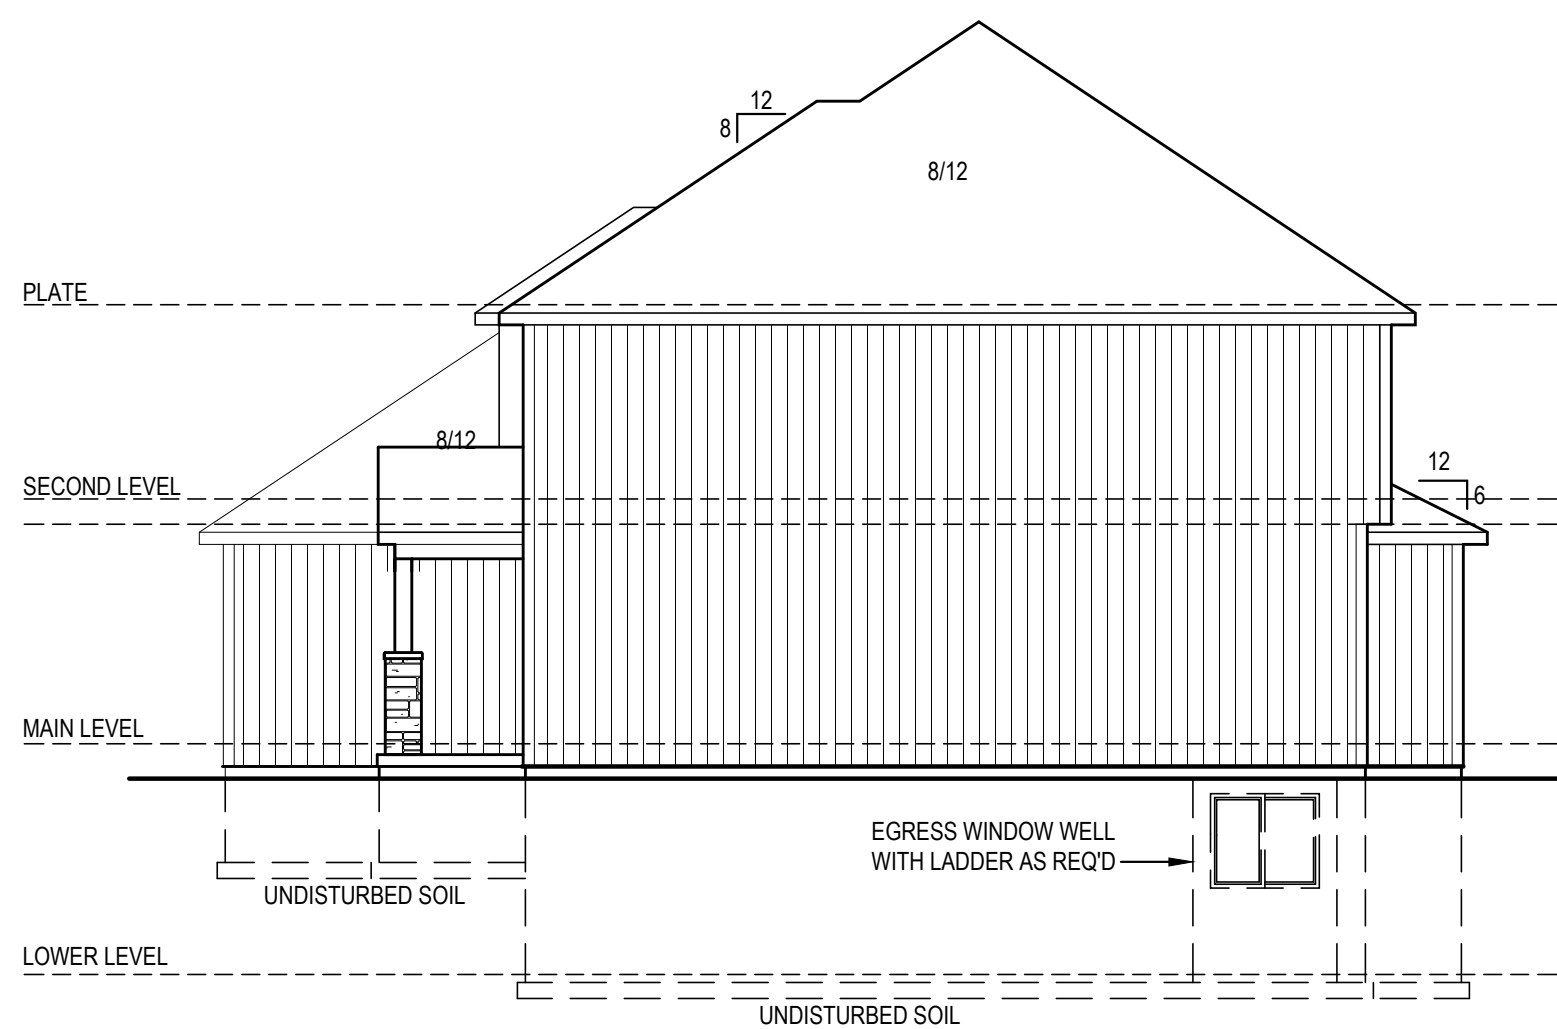 12
8
8/12
PLATE
8/12
12
SECOND LEVEL
6
MAIN LEVEL
EGRESS WINDOW WELL
WITH LADDER AS REQ'D
UNDISTURBED SOIL
LOWER LEVEL
UNDISTURBED SOIL